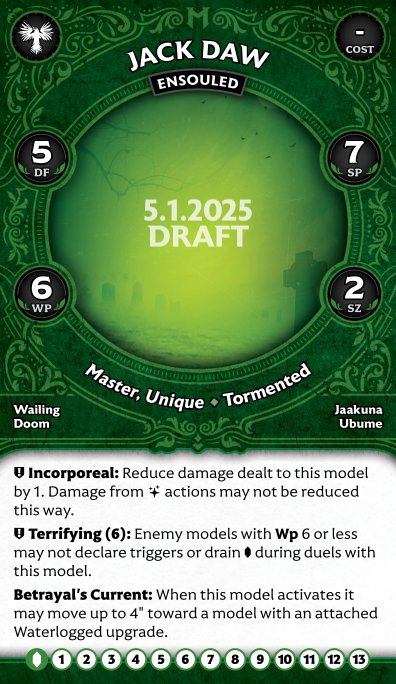 -
COST
JACK DAW
ENSOULED
5
DF
7
SP
5.1.2025
DRAFT
6
WP
2
SZ
Master, Unique ◆ Tormented
Wailing
Doom
Jaakuna
Ubume
Incorporeal: Reduce damage dealt to this model
by 1. Damage from actions may not be reduced
this way.
Terrifying (6): Enemy models with Wp 6 or less
may not declare triggers or drain during duels with
this model.
Betrayal's Current: When this model activates it
may move up to 4" toward a model with an attached
Waterlogged upgrade.
1 2 3 4 5 6 7 8 9 10 11 12 13